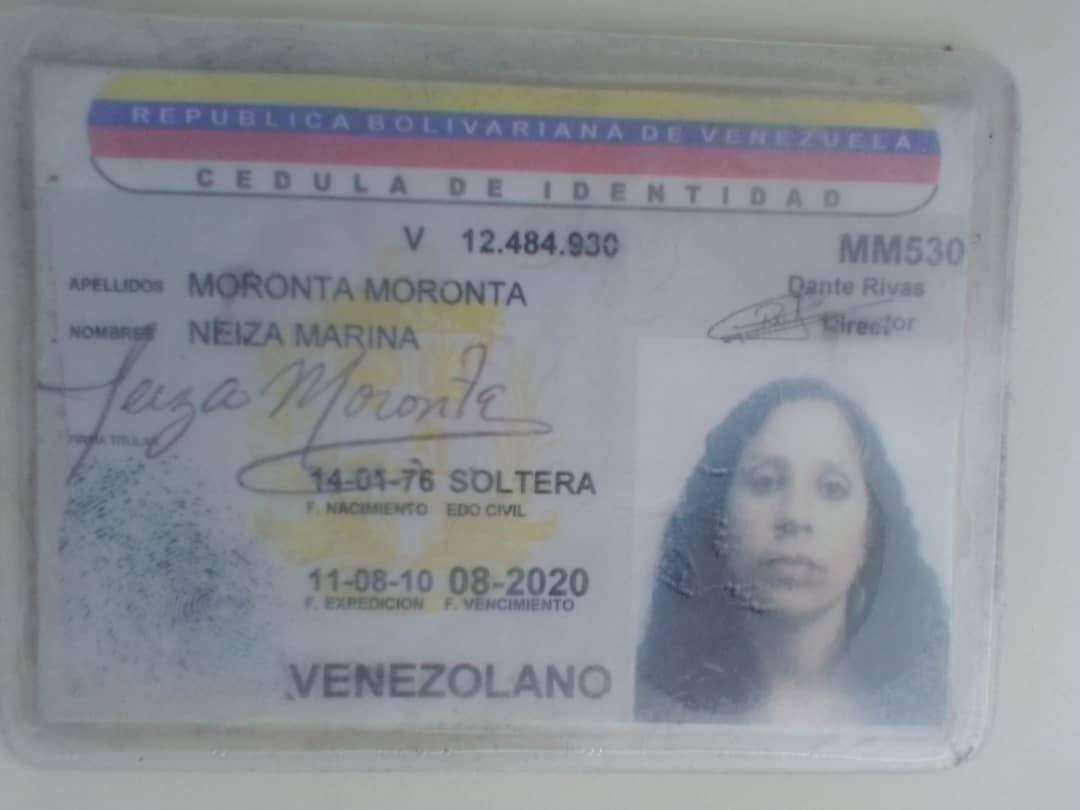 REPUBLICA BOLIVARIANA DE VENEZUELA
CEDULA DE IDENTIDAD
V 12.484.930
MM530
APELLIDOS MORONTA MORONTA
Dante Rivas
NOMBRES NEIZA MARINA
Director
Neiza Moronta
FIRMA TITULAR
14-01-76 SOLTERA
F. NACIMIENTO EDO CIVIL
11-08-10 08-2020
F. EXPEDICION F. VENCIMIENTO
VENEZOLANO